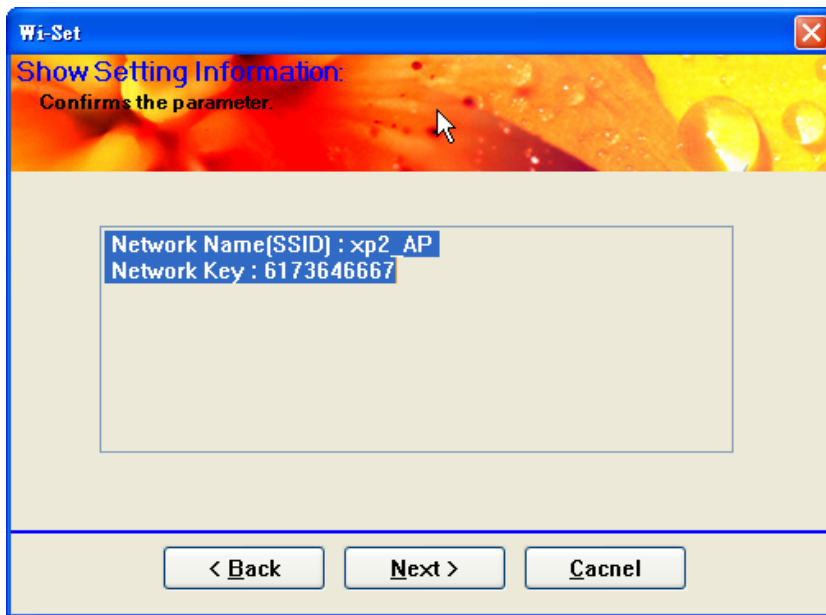 Wi-Set
Show Setting Information:
Confirms the parameter.
Network Name(SSID) : xp2_AP
Network Key : 6173646667
< Back
Next >
Cacnel